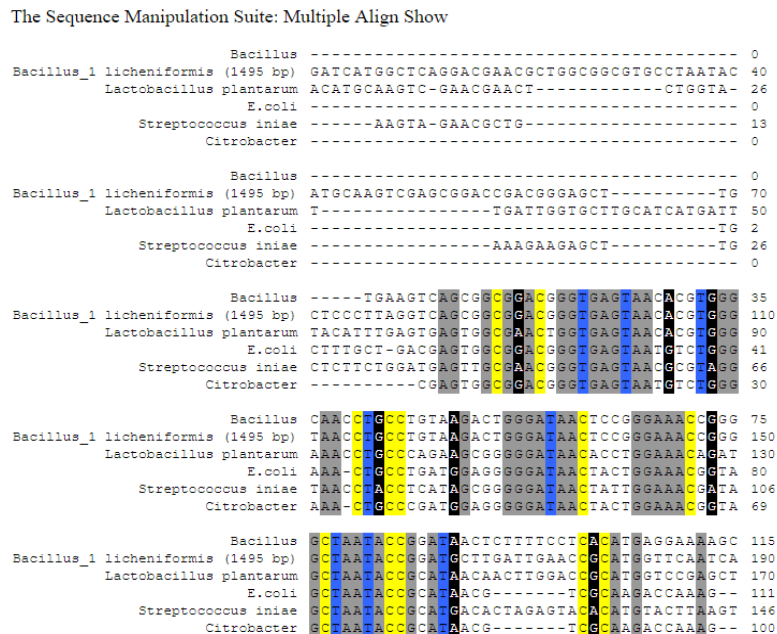 The Sequence Manipulation Suite: Multiple Align Show
Bacillus ---------------------------------------- 0
Bacillus_1 licheniformis (1495 bp) GATCATGGCTCAGGACGAACGCTGGCGGCGTGCCTAATAC 40
Lactobacillus plantarum ACATGCAAGTC-GAACGAACT------------CTGGTA- 26
E.coli ---------------------------------------- 0
Streptococcus iniae ------AAGTA-GAACGCTG-------------------- 13
Citrobacter ---------------------------------------- 0
Bacillus ---------------------------------------- 0
Bacillus_1 licheniformis (1495 bp) ATGCAAGTCGAGCGGACCGACGGGAGCT----------TG 70
Lactobacillus plantarum T----------------TGATTGGTGCTTGCATCATGATT 50
E.coli --------------------------------------TG 2
Streptococcus iniae -----------------AAAGAAGAGCT----------TG 26
Citrobacter ---------------------------------------- 0
Bacillus -----TGAAGTCAGCGGCGGACGGGTGAGTAACACGTGGG 35
Bacillus_1 licheniformis (1495 bp) CTCCCTTAGGTCAGCGGCGGACGGGTGAGTAACACGTGGG 110
Lactobacillus plantarum TACATTTGAGTGAGTGGCGAACTGGTGAGTAACACGTGGG 90
E.coli CTTTGCT-GACGAGTGGCGGACGGGTGAGTAATGTCTGGG 41
Streptococcus iniae CTCTTCTGGATGAGTTGCGAACGGGTGAGTAACGCGTAGG 66
Citrobacter ----------CGAGTGGCGGACGGGTGAGTAATGTCTGGG 30
Bacillus CAACCTGCCTGTAAGACTGGGATAACTCCGGGAAACCGGG 75
Bacillus_1 licheniformis (1495 bp) TAACCTGCCTGTAAGACTGGGATAACTCCGGGAAACCGGG 150
Lactobacillus plantarum AAACCTGCCCAGAAGCGGGGGATAACACCTGGAAACAGAT 130
E.coli AAA-CTGCCTGATGGAGGGGGATAACTACTGGAAACGGTA 80
Streptococcus iniae TAACCTACCTCATAGCGGGGGATAACTATTGGAAACGATA 106
Citrobacter AAA-CTGCCCGATGGAGGGGGATAACTACTGGAAACGGTA 69
Bacillus GCTAATACCGGATAACTCTTTTCCTCACATGAGGAAAAGC 115
Bacillus_1 licheniformis (1495 bp) GCTAATACCGGATGCTTGATTGAACCGCATGGTTCAATCA 190
Lactobacillus plantarum GCTAATACCGCATAACAACTTGGACCGCATGGTCCGAGCT 170
E.coli GCTAATACCGCATAACG-------TCGCAAGACCAAAG-- 111
Streptococcus iniae GCTAATACCGCATGACACTAGAGTACACATGTACTTAAGT 146
Citrobacter GCTAATACCGCATAACG-------TCGCAAGACCAAAG-- 100